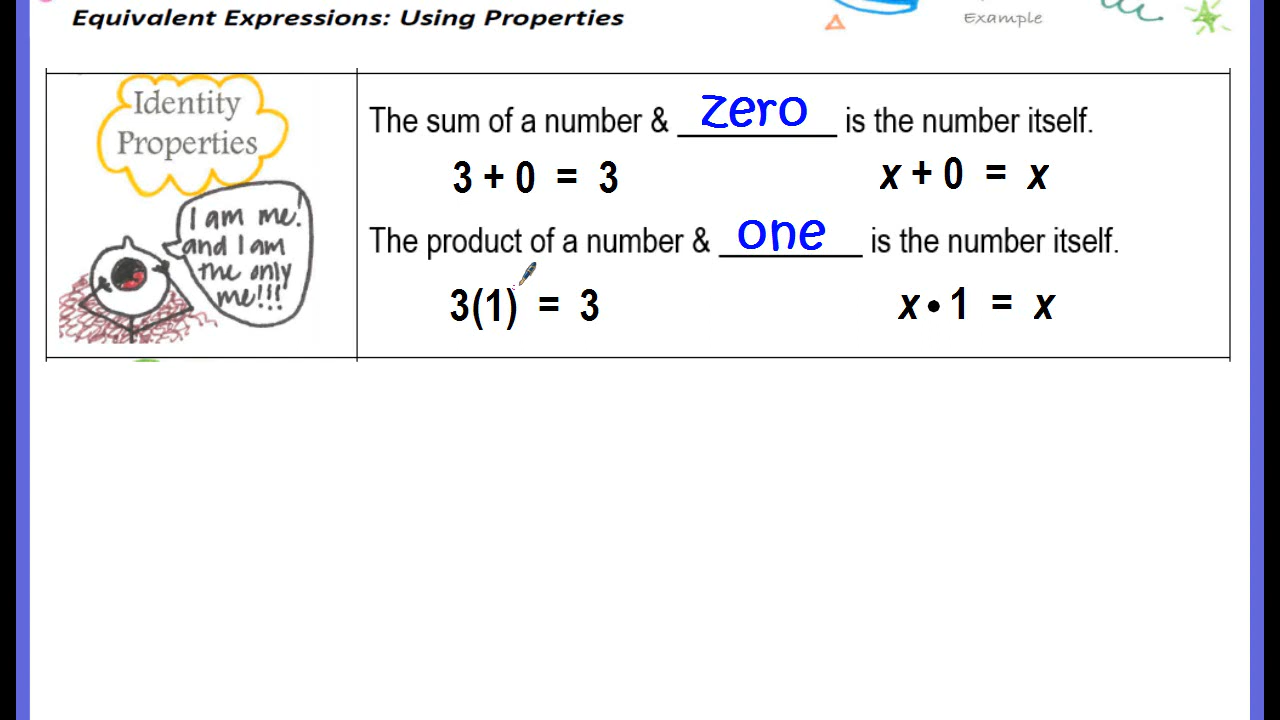 Equivalent Expressions: Using Properties
Example
Identity
Properties
I am me!
and I am
the only
me!!!
The sum of a number & zero is the number itself.
3 + 0 = 3
x + 0 = x
The product of a number & one is the number itself.
3(1) = 3
x • 1 = x